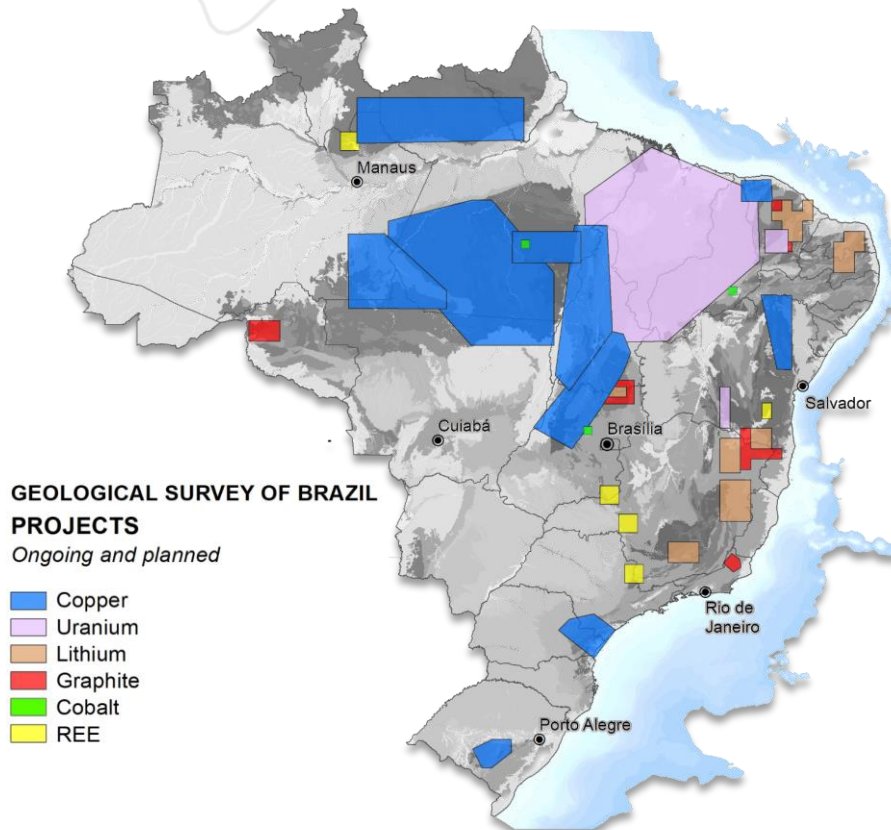 Manaus
Salvador
Cuiabá
Brasília
GEOLOGICAL SURVEY OF BRAZIL
PROJECTS
Ongoing and planned
Copper
Uranium
Lithium
Graphite
Cobalt
REE
Rio de
Janeiro
Porto Alegre